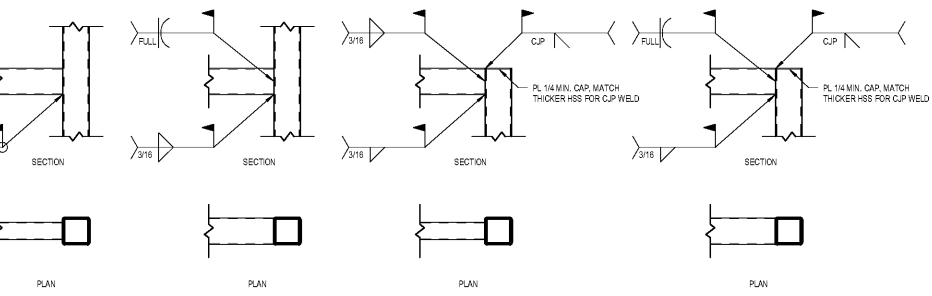 FULL
3/16
CJP
FULL
CJP
PL 1/4 MIN. CAP, MATCH
THICKER HSS FOR CJP WELD
PL 1/4 MIN. CAP, MATCH
THICKER HSS FOR CJP WELD
3/16
3/16
3/16
SECTION
SECTION
SECTION
SECTION
PLAN
PLAN
PLAN
PLAN